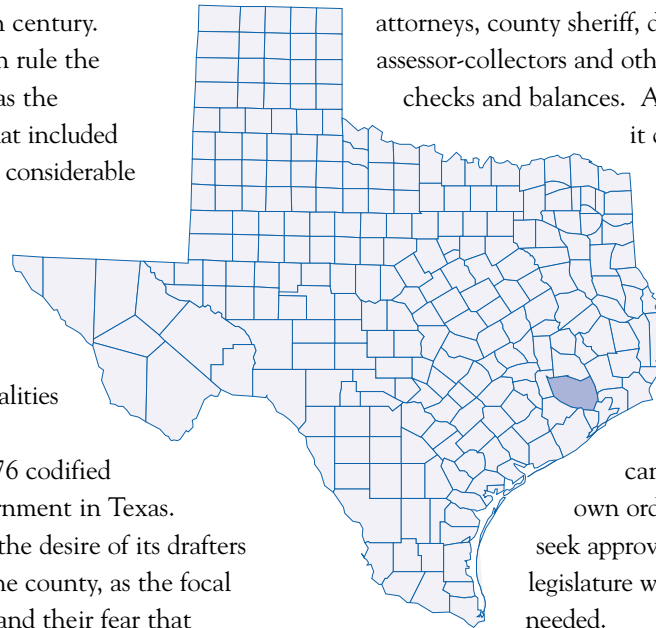 century.
rule the
as the
at included
considerable
alities
76 codified
rnment in Texas.
the desire of its drafters
ne county, as the focal
and their fear that
attorneys, county sheriff, d
assessor-collectors and oth
checks and balances. A
it
car
own ord
seek approv
legislature w
needed.